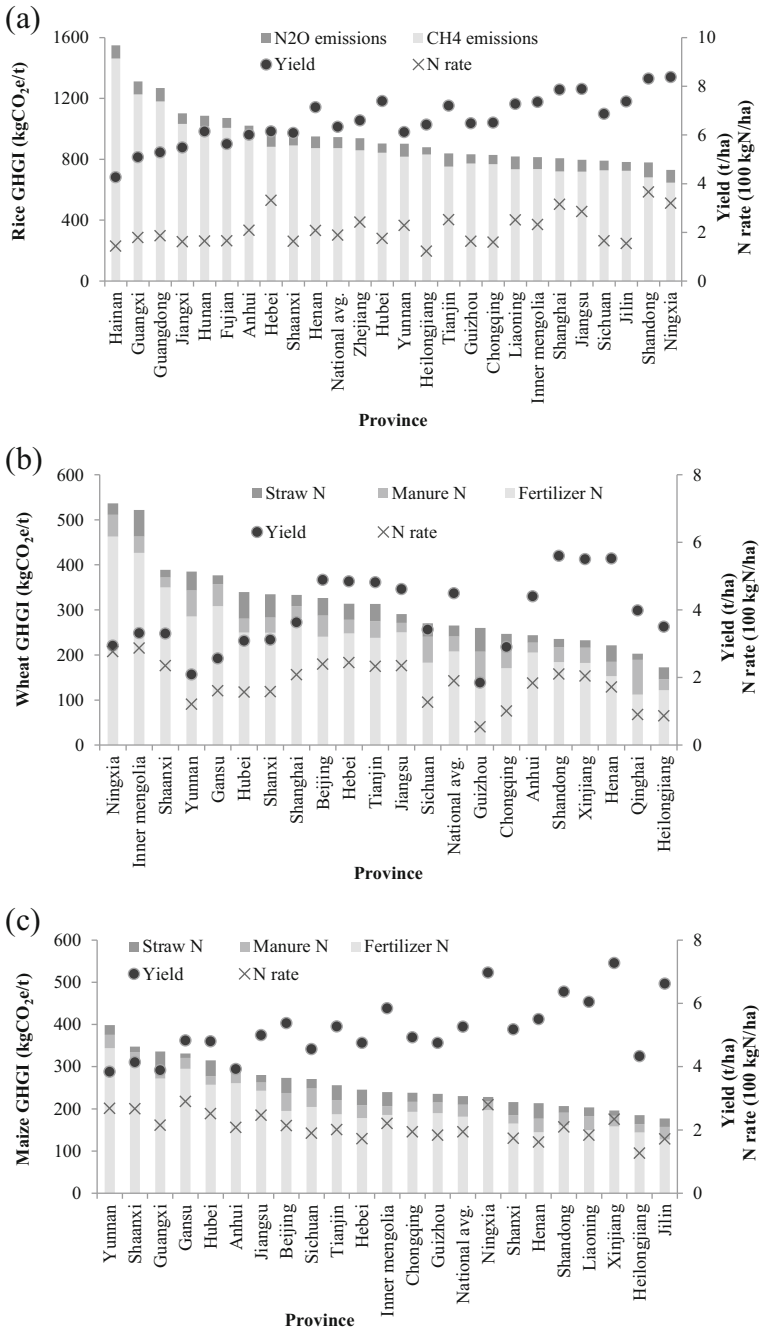 (a)
N2O emissions CH4 emissions
Yield N rate
1600
1200
800
400
0
10
8
6
4
2
0
Rice GHGI (kgCO₂e/t)
Yield (t/ha)
N rate (100 kgN/ha)
Hainan
Guangxi
Guangdong
Jiangxi
Hunan
Fujian
Anhui
Hebei
Shaanxi
Henan
National avg.
Zhejiang
Hubei
Yunnan
Heilongjiang
Tianjin
Guizhou
Chongqing
Liaoning
Inner mengolia
Shanghai
Jiangsu
Sichuan
Jilin
Shandong
Ningxia
Province
(b)
Straw N Manure N Fertilizer N
Yield N rate
600
500
400
300
200
100
0
8
6
4
2
0
Wheat GHGI (kgCO₂e/t)
Yield (t/ha)
N rate (100 kgN/ha)
Ningxia
Inner mengolia
Shaanxi
Yunnan
Gansu
Hubei
Shanxi
Shanghai
Beijing
Hebei
Tianjin
Jiangsu
Sichuan
National avg.
Guizhou
Chongqing
Anhui
Shandong
Xinjiang
Henan
Qinghai
Heilongjiang
Province
(c)
Straw N Manure N Fertilizer N
Yield N rate
600
500
400
300
200
100
0
8
6
4
2
0
Maize GHGI (kgCO₂e/t)
Yield (t/ha)
N rate (100 kgN/ha)
Yunnan
Shaanxi
Guangxi
Gansu
Hubei
Anhui
Jiangsu
Beijing
Sichuan
Tianjin
Hebei
Inner mengolia
Chongqing
Guizhou
National avg.
Ningxia
Shanxi
Henan
Shandong
Liaoning
Xinjiang
Heilongjiang
Jilin
Province